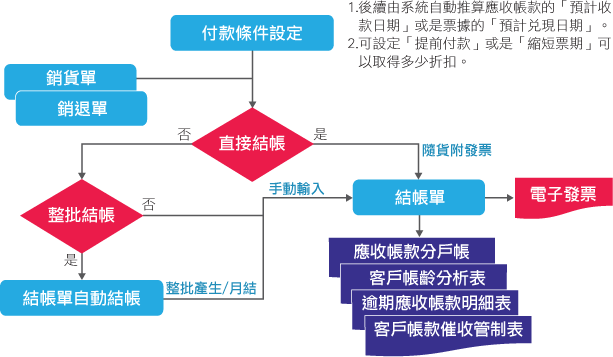 付款條件設定
1.後續由系統自動推算應收帳款的「預計收
款日期」或是票據的「預計兌現日期」。
2.可設定「提前付款」或是「縮短票期」可
以取得多少折扣。
銷貨單
銷退單
直接結帳
否
是
隨貨附發票
整批結帳
否
手動輸入
結帳單
電子發票
是
結帳單自動結帳
整批產生/月結
應收帳款分戶帳
客戶帳齡分析表
逾期應收帳款明細表
客戶帳款催收管制表